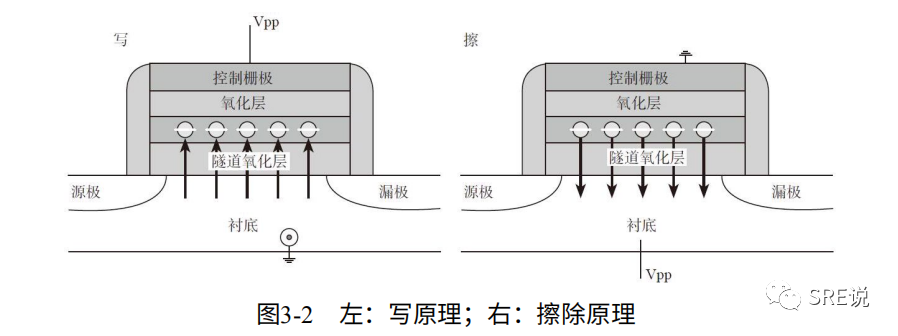 写
Vpp
控制栅极
氧化层
隧道氧化层
源极
漏极
衬底
擦
控制栅极
氧化层
隧道氧化层
源极
漏极
衬底
Vpp
SRE说
图3-2 左：写原理；右：擦除原理